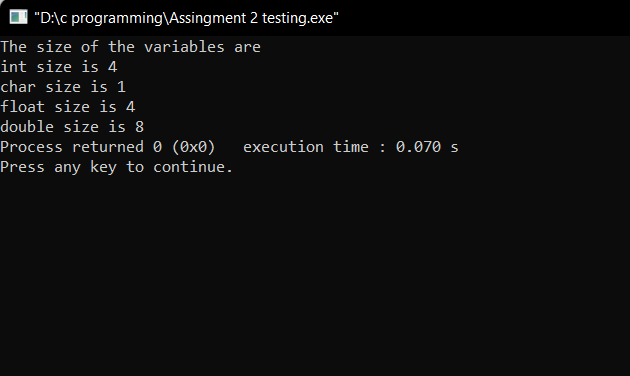 "D:\c programming\Assingment 2 testing.exe"
The size of the variables are
int size is 4
char size is 1
float size is 4
double size is 8
Process returned 0 (0x0)   execution time : 0.070 s
Press any key to continue.